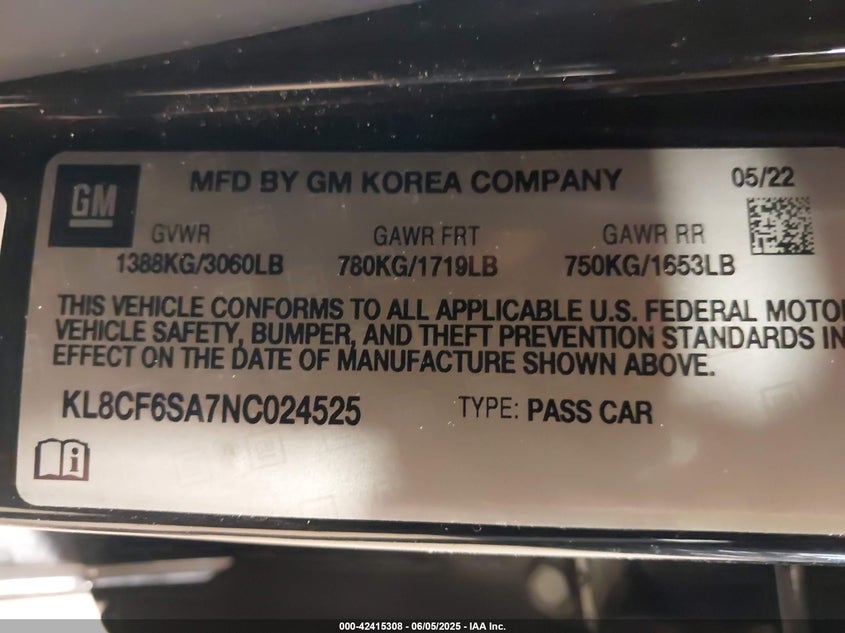 GM
MFD BY GM KOREA COMPANY
05/22
GVWR
GAWR FRT
GAWR RR
1388KG/3060LB
780KG/1719LB
750KG/1653LB
THIS VEHICLE CONFORMS TO ALL APPLICABLE U.S. FEDERAL MOTO
VEHICLE SAFETY, BUMPER, AND THEFT PREVENTION STANDARDS IN
EFFECT ON THE DATE OF MANUFACTURE SHOWN ABOVE.
KL8CF6SA7NC024525
TYPE: PASS CAR
i
000-42415308 - 06/05/2025 - IAA Inc.